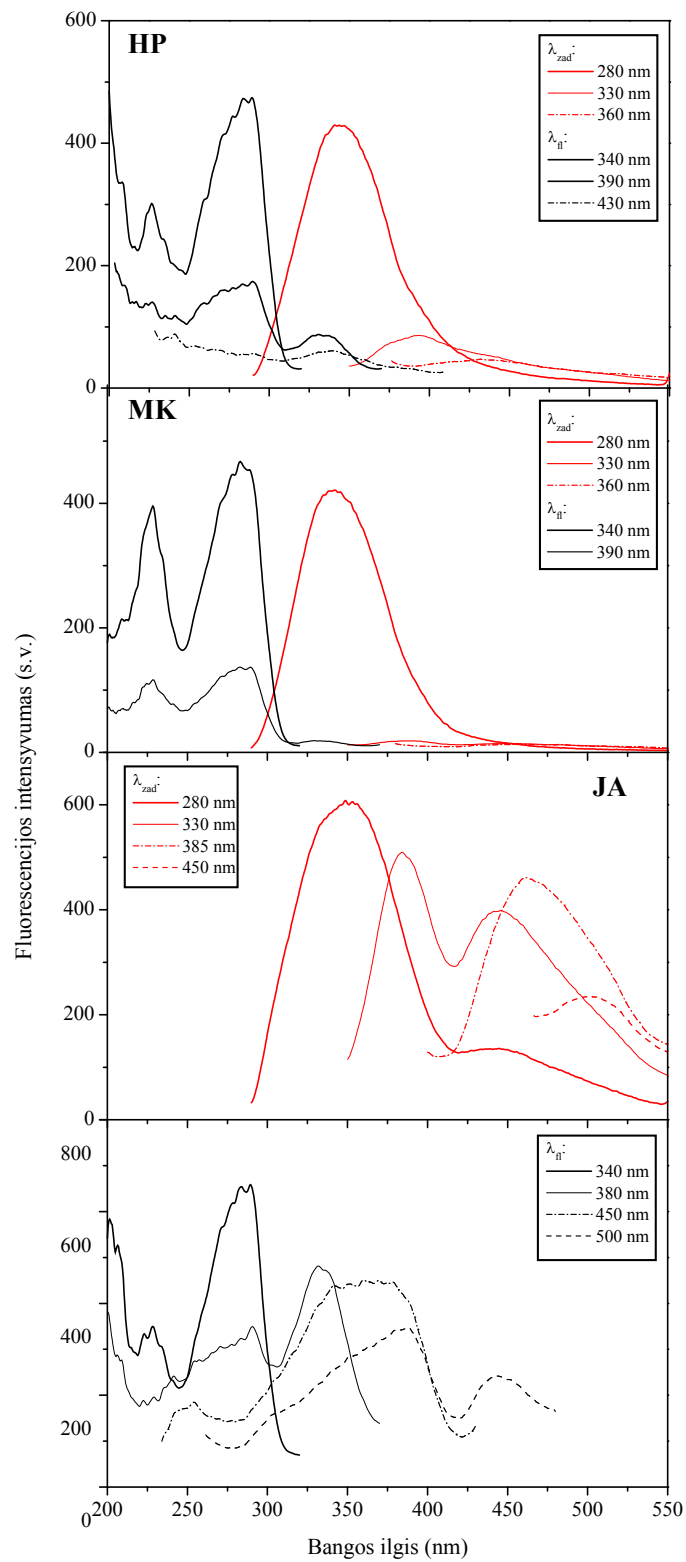 HP
600
400
200
0
λzad:
280 nm
330 nm
360 nm
λfl:
340 nm
390 nm
430 nm
MK
400
200
0
λzad:
280 nm
330 nm
360 nm
λfl:
340 nm
390 nm
Fluorescencijos intensyvumas (s.v.)
JA
600
400
200
0
λzad:
280 nm
330 nm
385 nm
450 nm
800
600
400
200
0
λfl:
340 nm
380 nm
450 nm
500 nm
200 250 300 350 400 450 500 550
Bangos ilgis (nm)